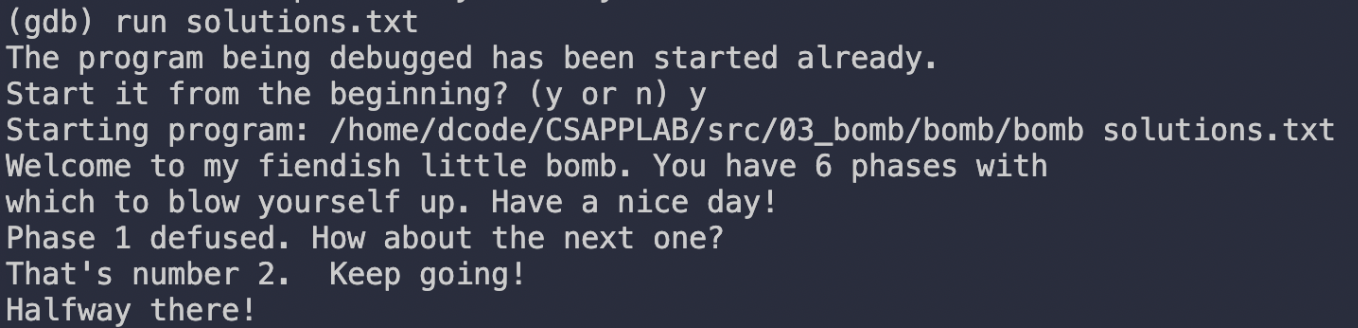 (gdb) run solutions.txt
The program being debugged has been started already.
Start it from the beginning? (y or n) y
Starting program: /home/dcode/CSAPPLAB/src/03_bomb/bomb/bomb solutions.txt
Welcome to my fiendish little bomb. You have 6 phases with
which to blow yourself up. Have a nice day!
Phase 1 defused. How about the next one?
That's number 2.  Keep going!
Halfway there!